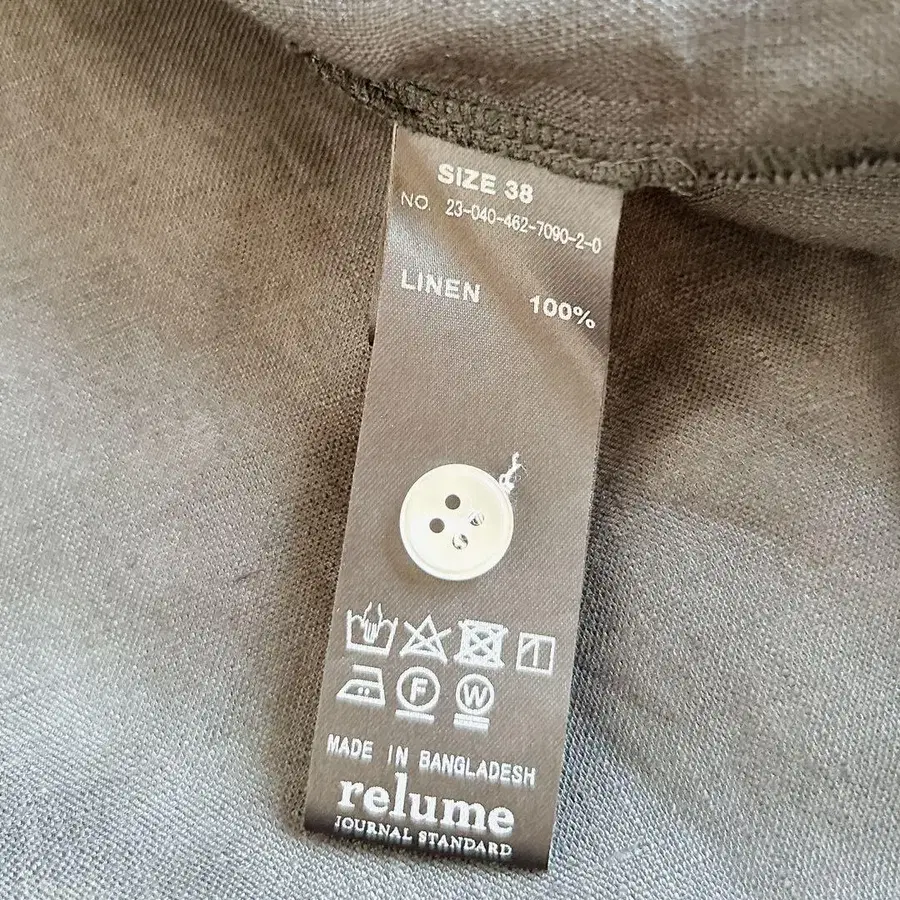 SIZE 38
NO. 23-040-462-7090-2-0
LINEN 100%
F W
MADE IN BANGLADESH
relume
JOURNAL STANDARD